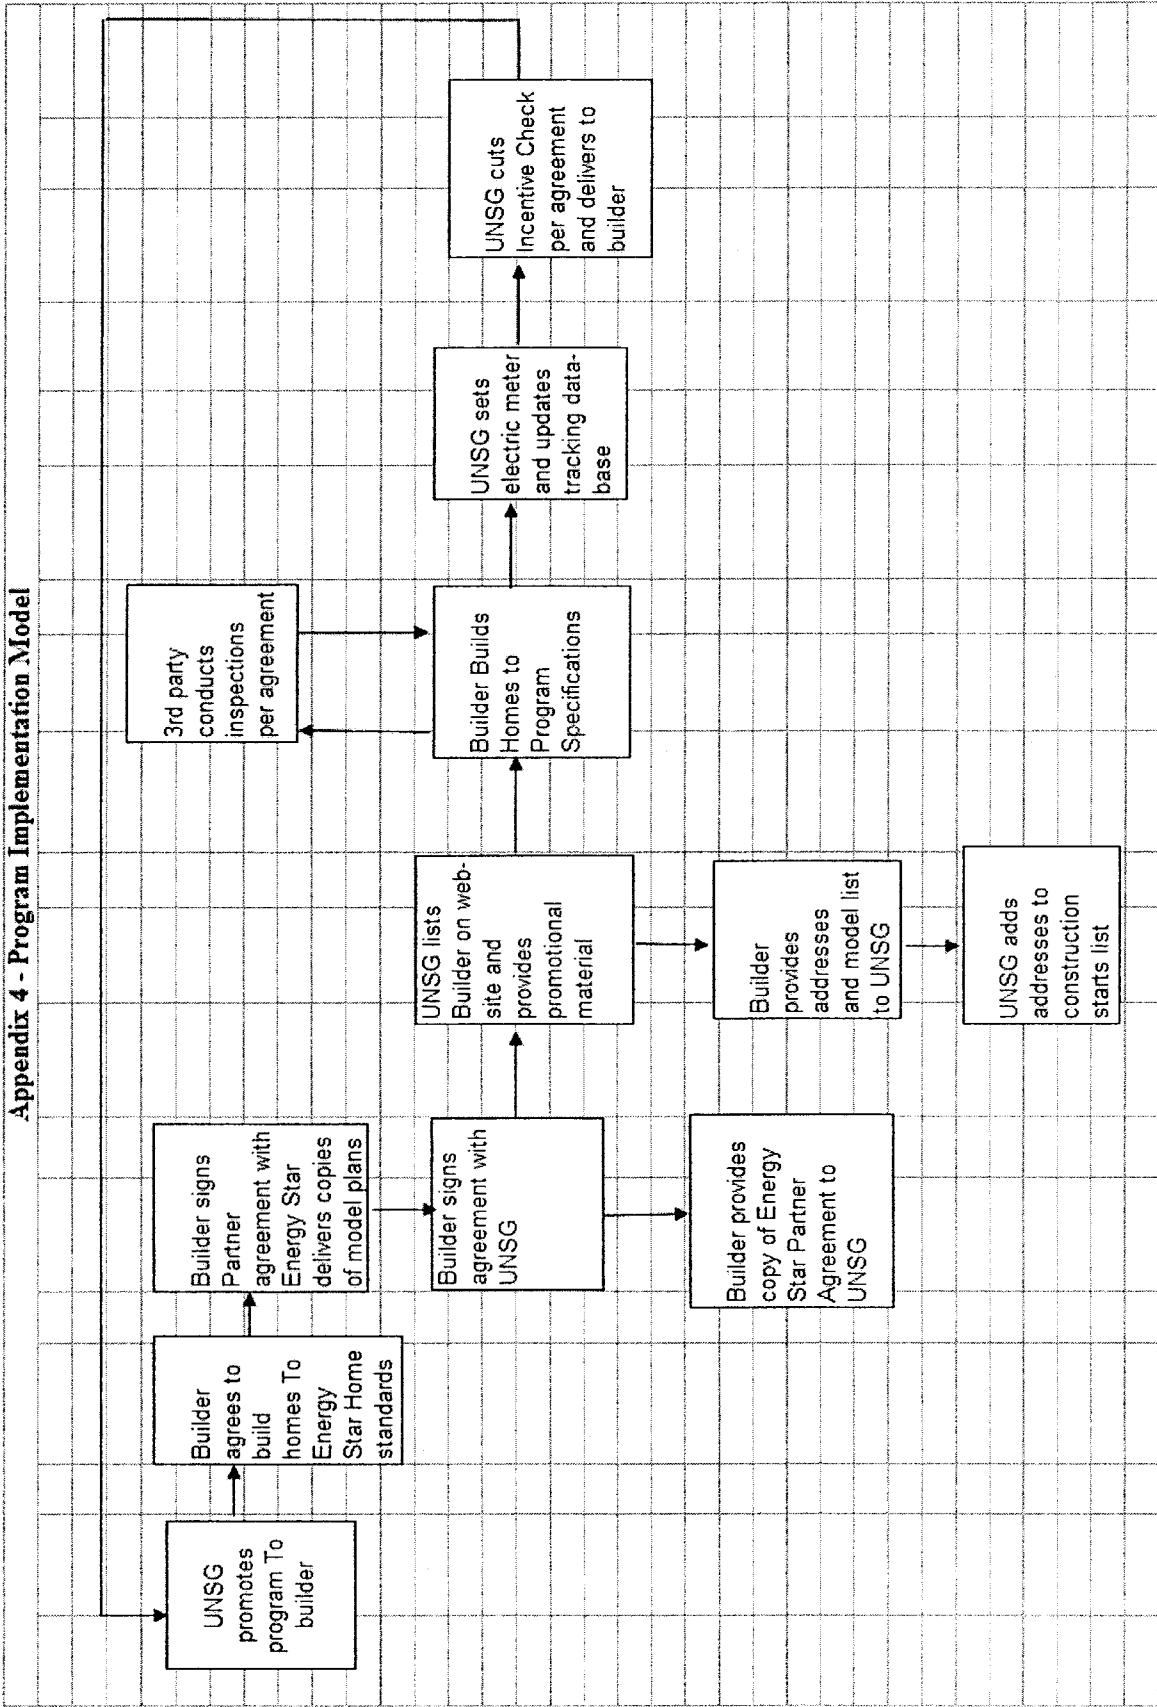 Appendix 4 - Program Implementation Model
UNSG
promotes
program To
builder
Builder
agrees to
build
homes To
Energy
Star Home
standards
Builder signs
Partner
agreement with
Energy Star
delivers copies
of model plans
Builder signs
agreement with
UNSG
Builder provides
copy of Energy
Star Partner
Agreement to
UNSG
UNSG lists
Builder on web-
site and
provides
promotional
material
Builder
provides
addresses
and model list
to UNSG
UNSG adds
addresses to
construction
starts list
3rd party
conducts
inspections
per agreement
Builder Builds
Homes to
Program
Specifications
UNSG sets
electric meter
and updates
tracking data-
base
UNSG cuts
Incentive Check
per agreement
and delivers to
builder